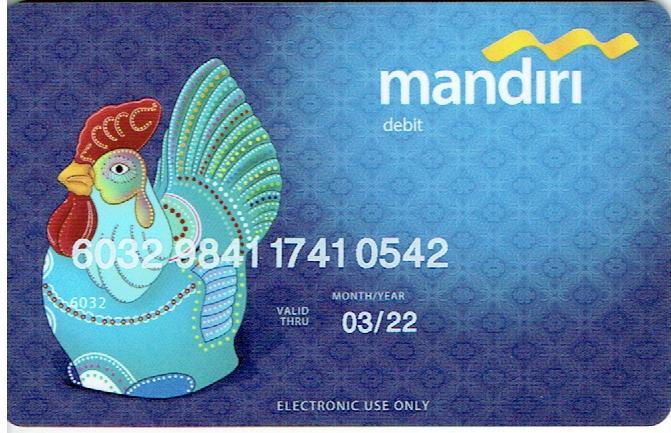 mandiri
debit
6032 9841 1741 0542
6032
MONTH/YEAR
VALID
THRU
03/22
ELECTRONIC USE ONLY